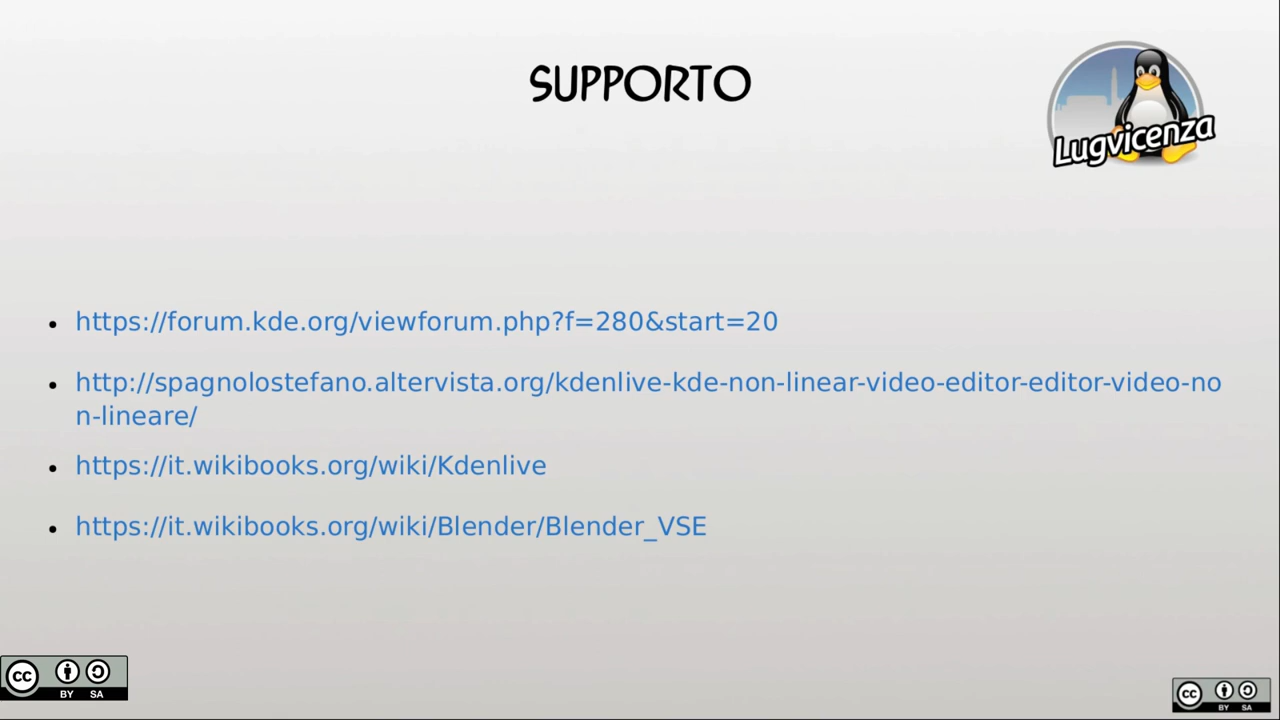 SUPPORTO
Lugvicenza
https://forum.kde.org/viewforum.php?f=280&start=20
http://spagnolostefano.altervista.org/kdenlive-kde-non-linear-video-editor-editor-video-no
n-lineare/
https://it.wikibooks.org/wiki/Kdenlive
https://it.wikibooks.org/wiki/Blender/Blender_VSE
cc BY SA
cc BY SA